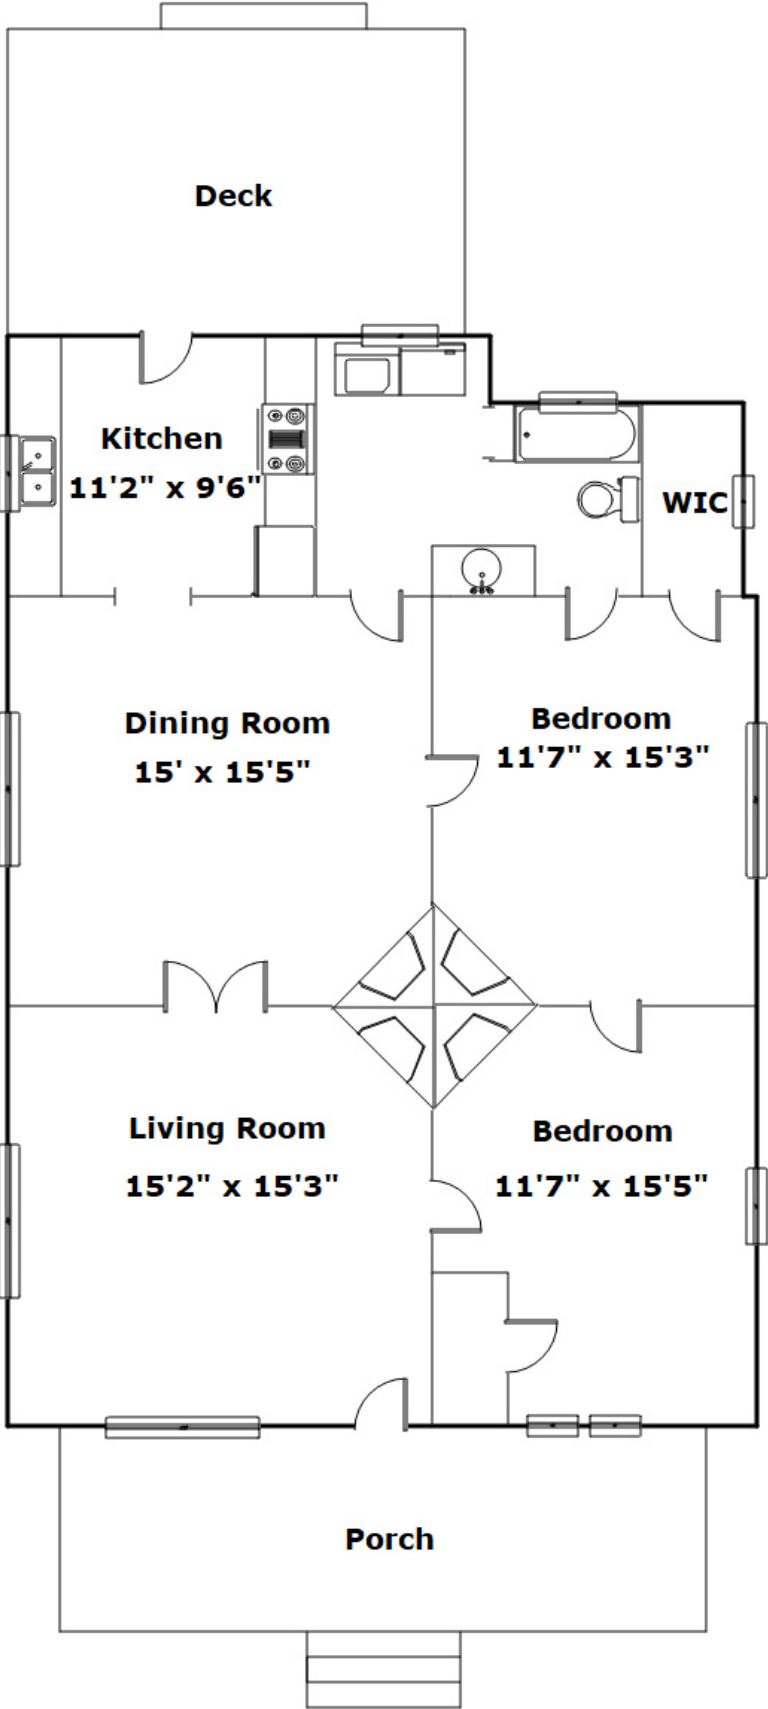 Deck
Kitchen
11'2" x 9'6"
WIC
Dining Room
15' x 15'5"
Bedroom
11'7" x 15'3"
Living Room
15'2" x 15'3"
Bedroom
11'7" x 15'5"
Porch